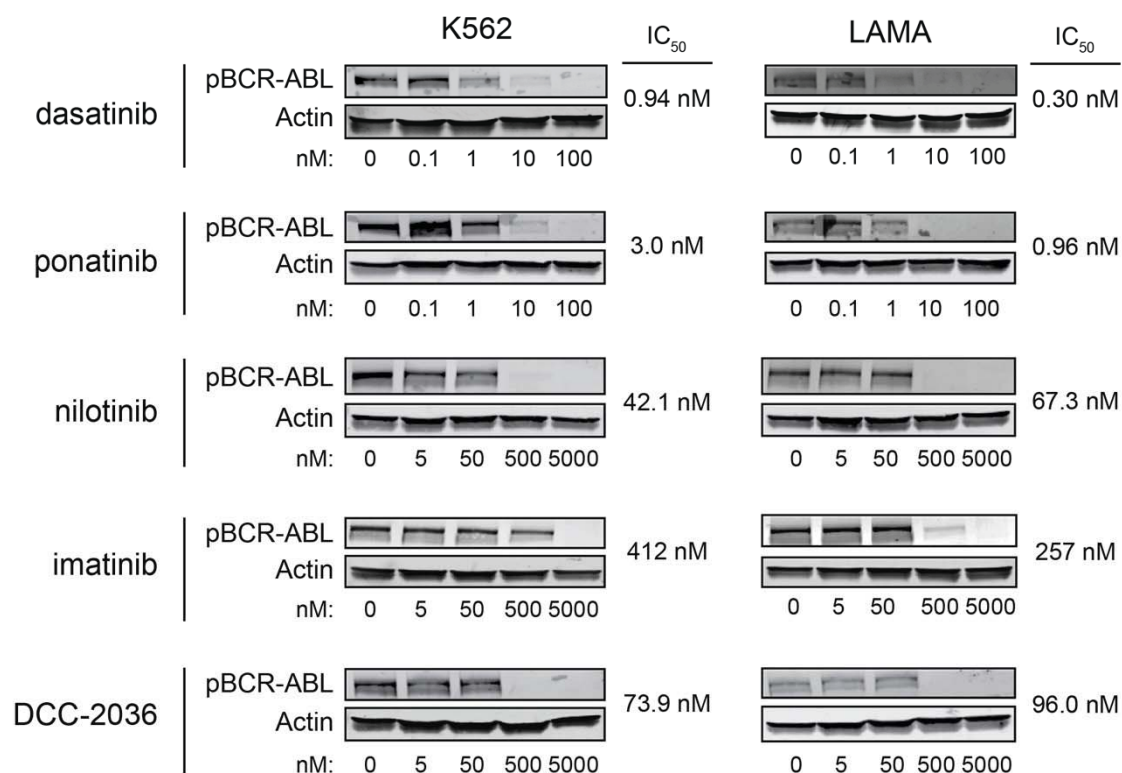 K562 IC50 LAMA IC50
dasatinib
pBCR-ABL
0.94 nM 0.30 nM
Actin
nM: 0 0.1 1 10 100 0 0.1 1 10 100
ponatinib
pBCR-ABL
3.0 nM 0.96 nM
Actin
nM: 0 0.1 1 10 100 0 0.1 1 10 100
nilotinib
pBCR-ABL
42.1 nM 67.3 nM
Actin
nM: 0 5 50 500 5000 0 5 50 500 5000
imatinib
pBCR-ABL
412 nM 257 nM
Actin
nM: 0 5 50 500 5000 0 5 50 500 5000
DCC-2036
pBCR-ABL
73.9 nM 96.0 nM
Actin
nM: 0 5 50 500 5000 0 5 50 500 5000